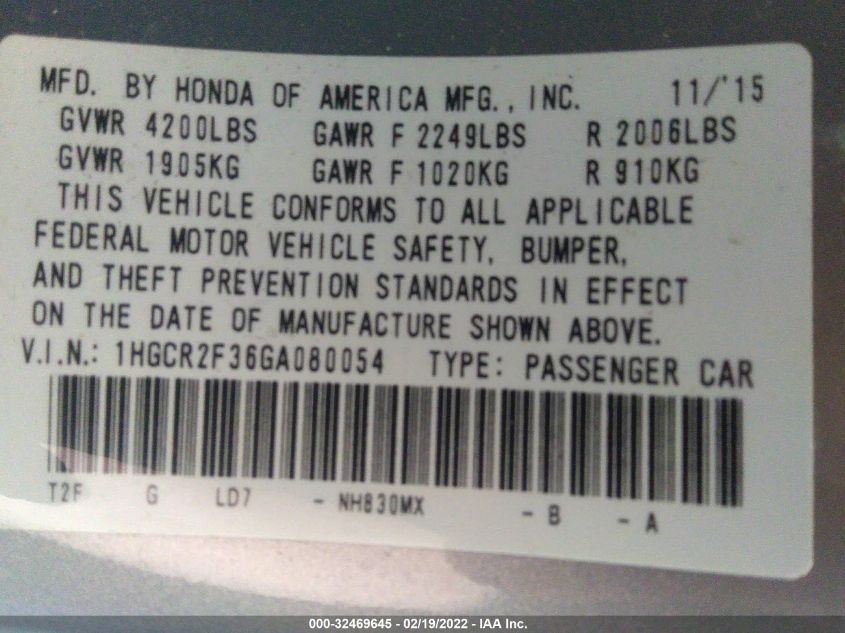 MFD. BY HONDA OF AMERICA MFG., INC. 11/'15
GVWR 4200LBS GAWR F 2249LBS R 2006LBS
GVWR 1905KG GAWR F 1020KG R 910KG
THIS VEHICLE CONFORMS TO ALL APPLICABLE
FEDERAL MOTOR VEHICLE SAFETY, BUMPER,
AND THEFT PREVENTION STANDARDS IN EFFECT
ON THE DATE OF MANUFACTURE SHOWN ABOVE.
V.I.N.: 1HGCR2F36GA080054 TYPE: PASSENGER CAR
T2F G LD7 - NH830MX - B - A
000-32469645 - 02/19/2022 - IAA Inc.